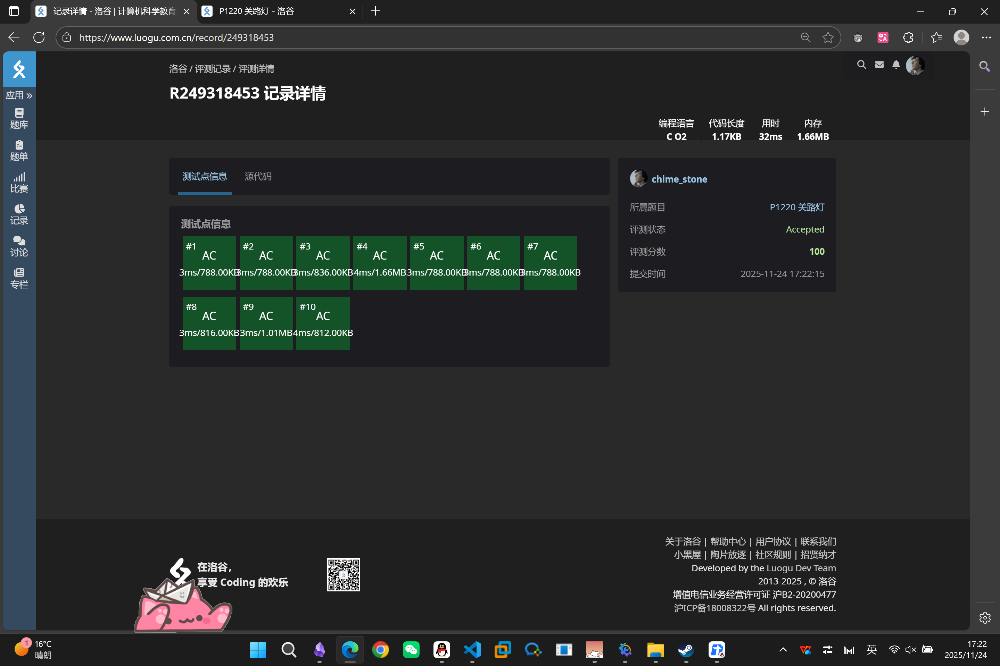 记录详情 - 洛谷 | 计算机科学教育
P1220 关路灯 - 洛谷
https://www.luogu.com.cn/record/249318453
应用
题库
题单
比赛
记录
讨论
专栏
洛谷 / 评测记录 / 评测详情
R249318453 记录详情
编程语言 代码长度 用时 内存
C O2 1.17KB 32ms 1.66MB
测试点信息 源代码
测试点信息
#1 #2 #3 #4 #5 #6 #7
AC AC AC AC AC AC AC
3ms/788.00KB 3ms/788.00KB 3ms/836.00KB 4ms/1.66MB 3ms/788.00KB 3ms/788.00KB 3ms/788.00KB
#8 #9 #10
AC AC AC
3ms/816.00KB 3ms/1.01MB 4ms/812.00KB
chime_stone
所属题目 P1220 关路灯
评测状态 Accepted
评测分数 100
提交时间 2025-11-24 17:22:15
在洛谷，
享受 Coding 的欢乐
关于洛谷 | 帮助中心 | 用户协议 | 联系我们
小黑屋 | 陶片放逐 | 社区规则 | 招贤纳才
Developed by the Luogu Dev Team
2013-2025 , © 洛谷
增值电信业务经营许可证 沪B2-20200477
沪ICP备18008322号 All rights reserved.
1
16°C
晴朗
英
17:22
2025/11/24